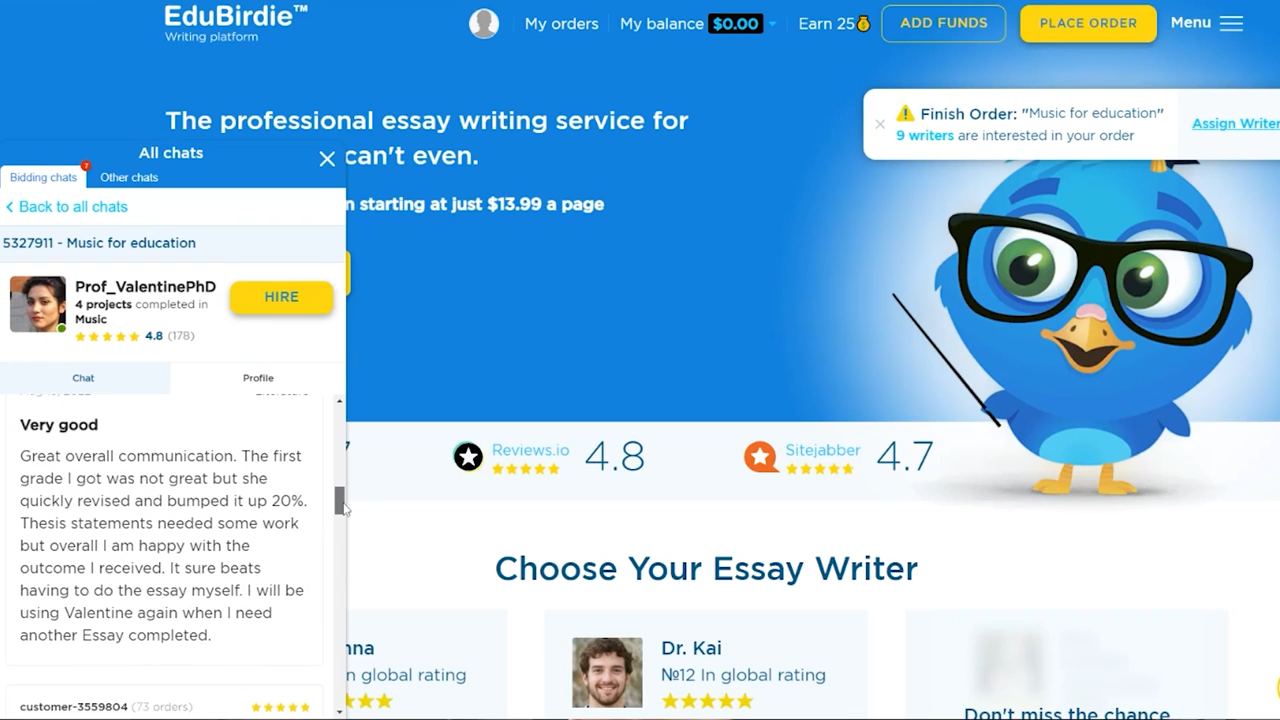 EduBirdie™
Writing platform
My orders
My balance $0.00
Earn 25
ADD FUNDS
PLACE ORDER
Menu
The professional essay writing service for
can't even.
starting at just $13.99 a page
Finish Order: "Music for education"
9 writers are interested in your order
Assign Writer
All chats
Bidding chats
7
Other chats
Back to all chats
5327911 - Music for education
Prof_ValentinePhD
4 projects completed in
Music
4.8 (178)
HIRE
Chat
Profile
Very good
Great overall communication. The first
grade I got was not great but she
quickly revised and bumped it up 20%.
Thesis statements needed some work
but overall I am happy with the
outcome I received. It sure beats
having to do the essay myself. I will be
using Valentine again when I need
another Essay completed.
customer-3559804 (73 orders)
Reviews.io
4.8
Sitejabber
4.7
Choose Your Essay Writer
nna
n global rating
Dr. Kai
№12 In global rating
Don't miss the chance